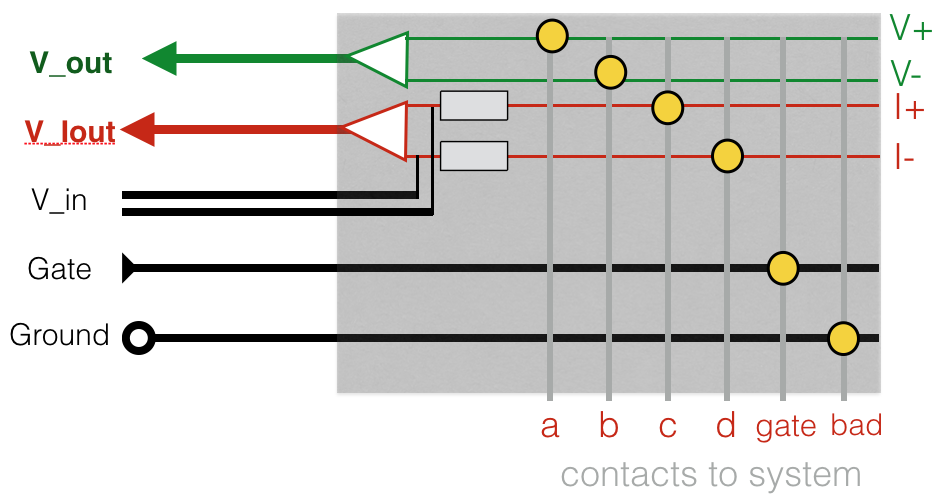 V_out
V_Iout
V_in
Gate
Ground
V+
V-
I+
I-
a b c d gate bad
contacts to system